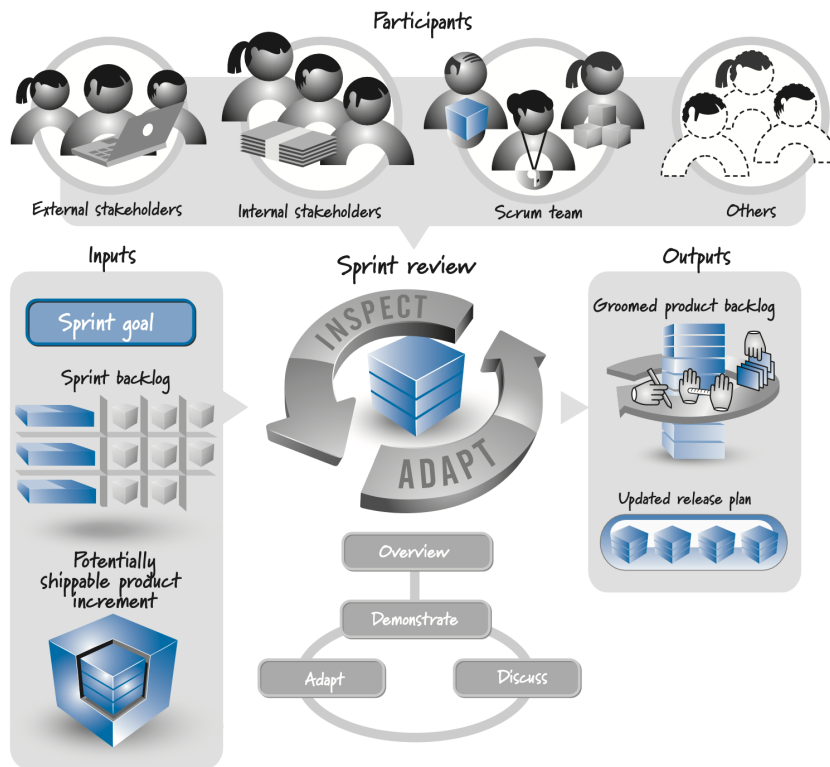 Participants
External stakeholders
Internal stakeholders
Scrum team
Others
Inputs
Sprint goal
Sprint backlog
Potentially
shippable product
increment
Sprint review
INSPECT
ADAPT
Overview
Demonstrate
Adapt
Discuss
Outputs
Groomed product backlog
Updated release plan